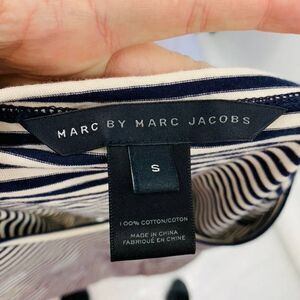 MARC BY MARC JACOBS
S
100% COTTON/COTON
MADE IN CHINA
FABRIQUÉ EN CHINE